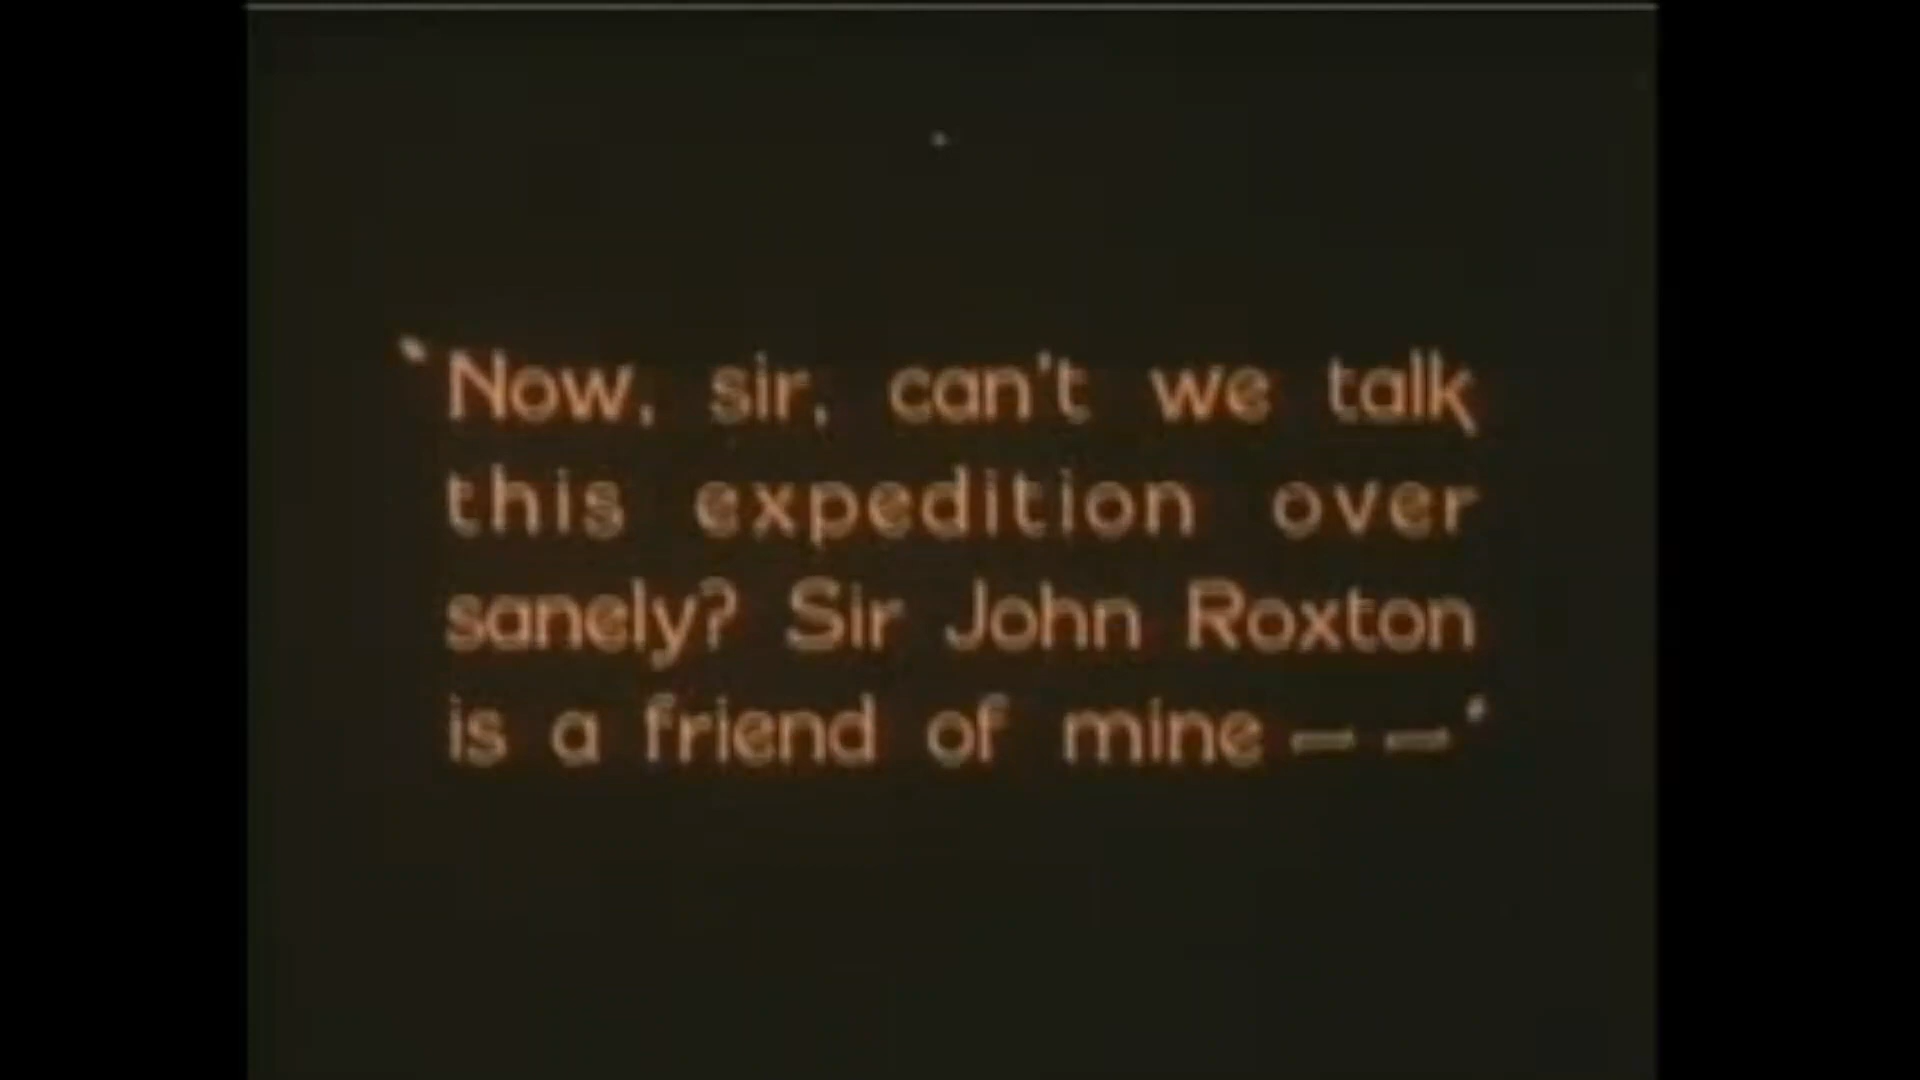 'Now, sir, can't we talk
this expedition over
sanely? Sir John Roxton
is a friend of mine — —'